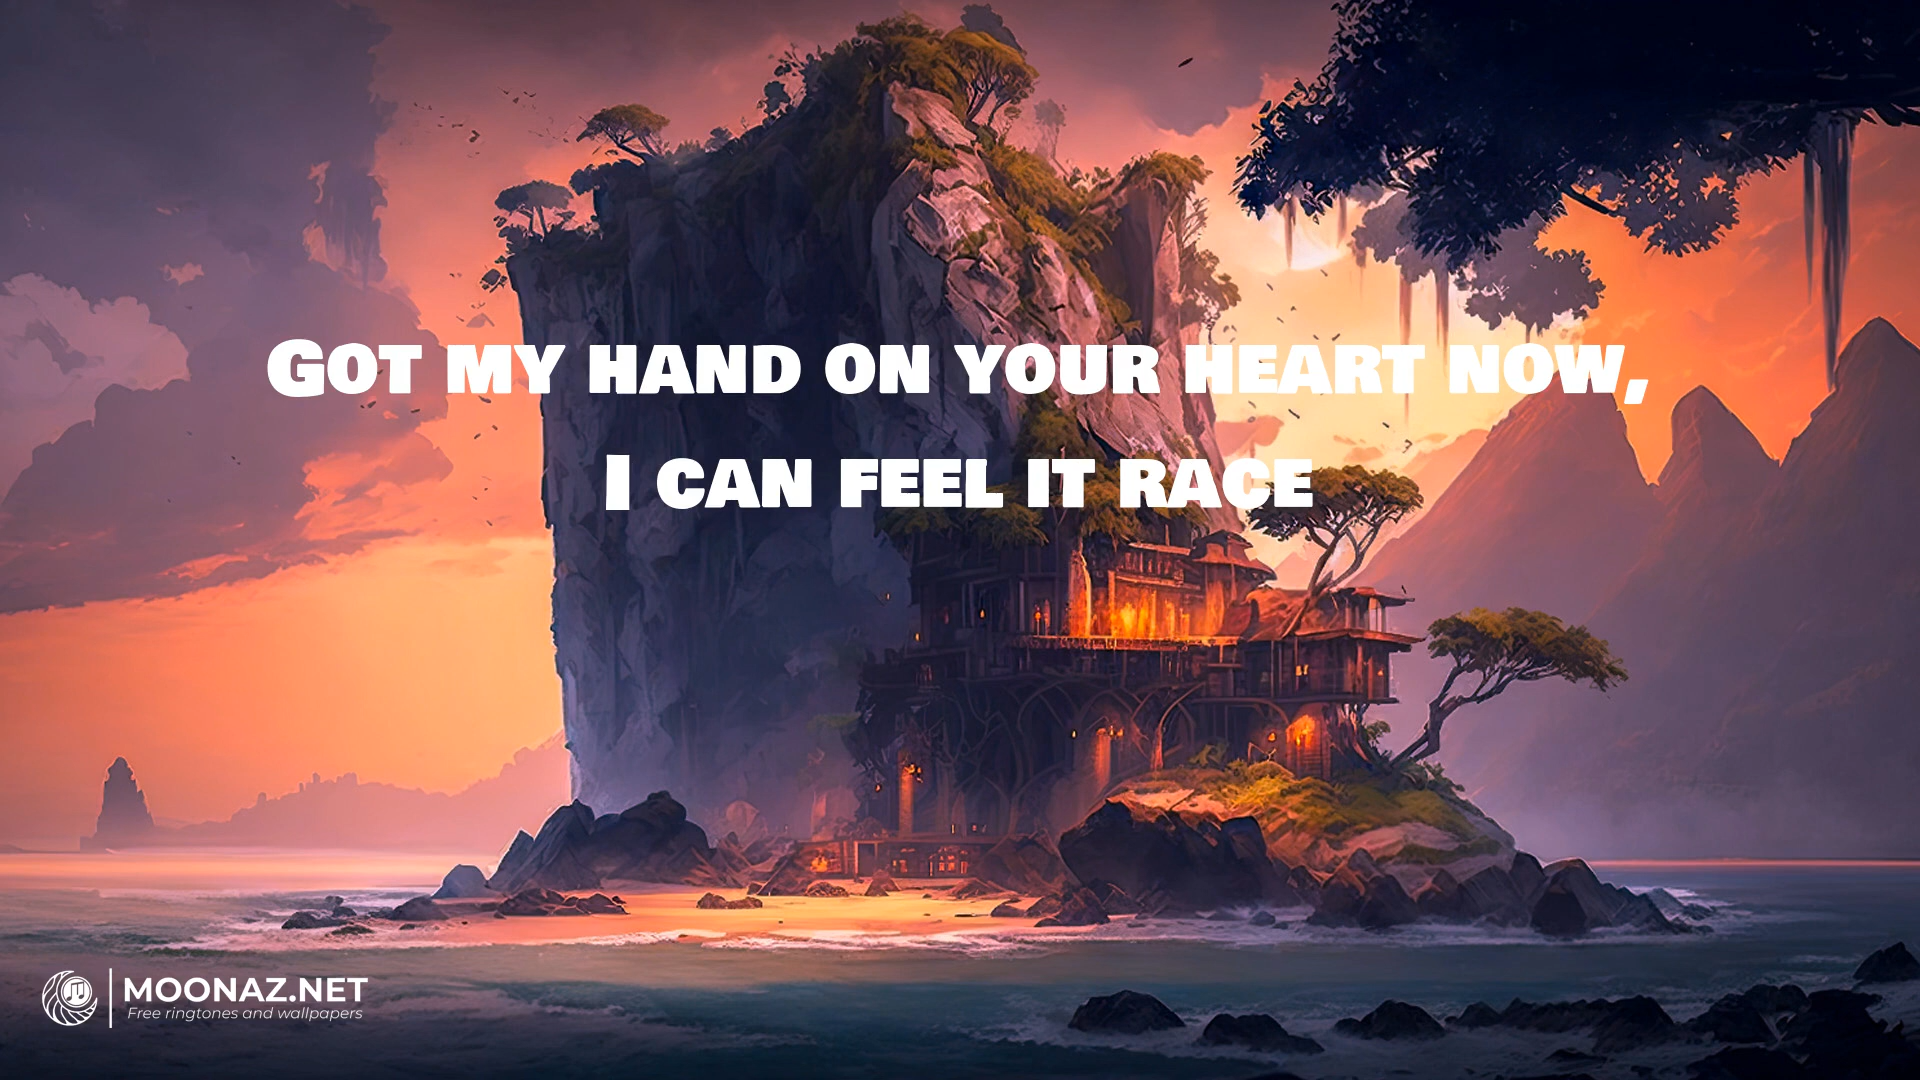 Got my hand on your heart now,
I can feel it race
MOONAZ.NET
Free ringtones and wallpapers